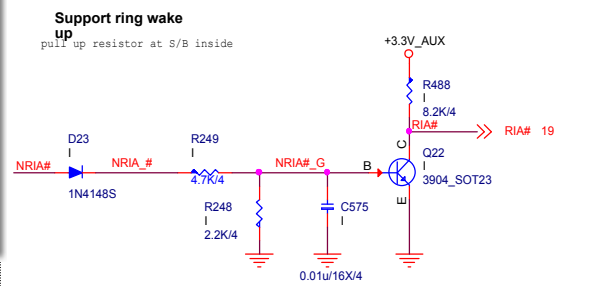 Support ring wake
up
pull up resistor at S/B inside
+3.3V_AUX
R488
I
8.2K/4
RIA#
RIA# 19
D23
I
R249
I
NRIA#
NRIA_#
NRIA#_G
B
C
Q22
I
4.7K/4
3904_SOT23
1N4148S
E
R248
I
2.2K/4
C575
I
0.01u/16X/4